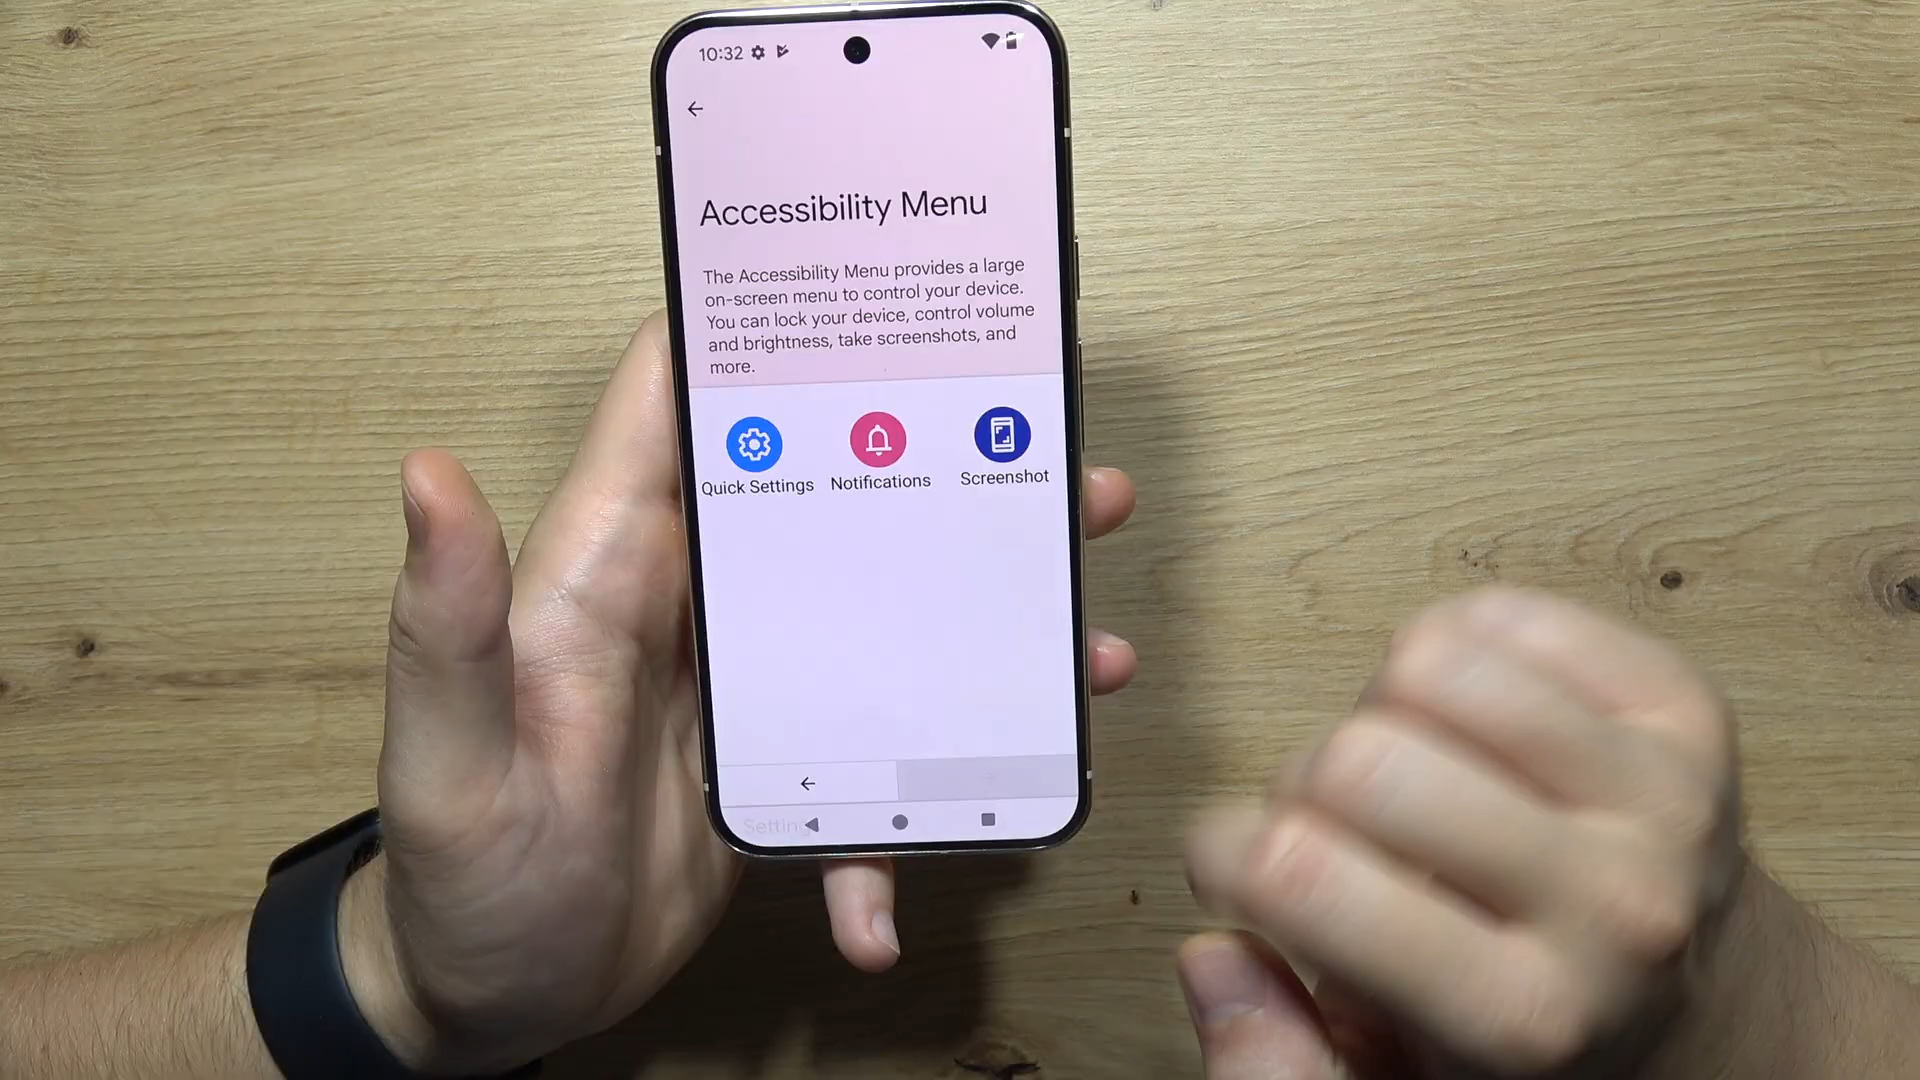 10:32
Accessibility Menu
The Accessibility Menu provides a large
on-screen menu to control your device.
You can lock your device, control volume
and brightness, take screenshots, and
more.
Quick Settings Notifications Screenshot